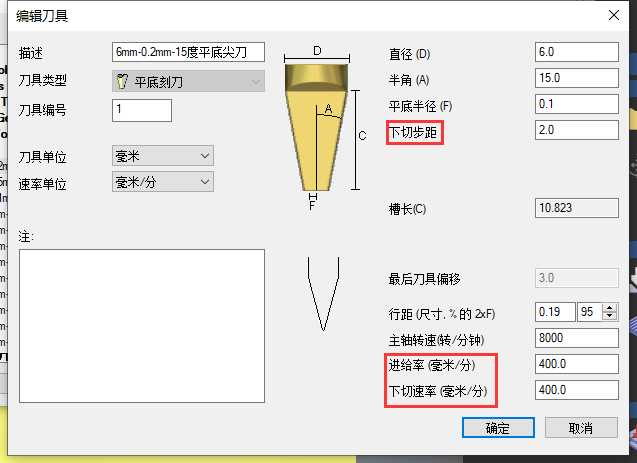 编辑刀具
描述
6mm-0.2mm-15度平底尖刀
刀具类型
平底刻刀
刀具编号
1
刀具单位
毫米
速率单位
毫米/分
注:
D
A
C
F
直径 (D)
6.0
半角 (A)
15.0
平底半径 (F)
0.1
下切步距
2.0
槽长(C)
10.823
最后刀具偏移
3.0
行距 (尺寸, % 的 2xF)
0.19
95
主轴转速(转/分钟)
8000
进给率 (毫米/分)
400.0
下切速率 (毫米/分)
400.0
确定
取消